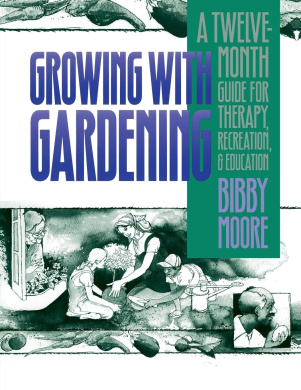 GROWING WITH
GARDENING
A TWELVE-
MONTH
GUIDE FOR
THERAPY,
RECREATION,
& EDUCATION
BIBBY
MOORE